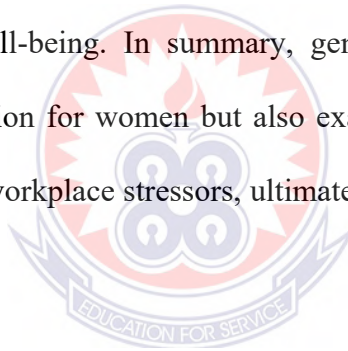 ll-being. In summary, gen
ion for women but also exa
workplace stressors, ultimate
EDUCATION FOR SERVICE